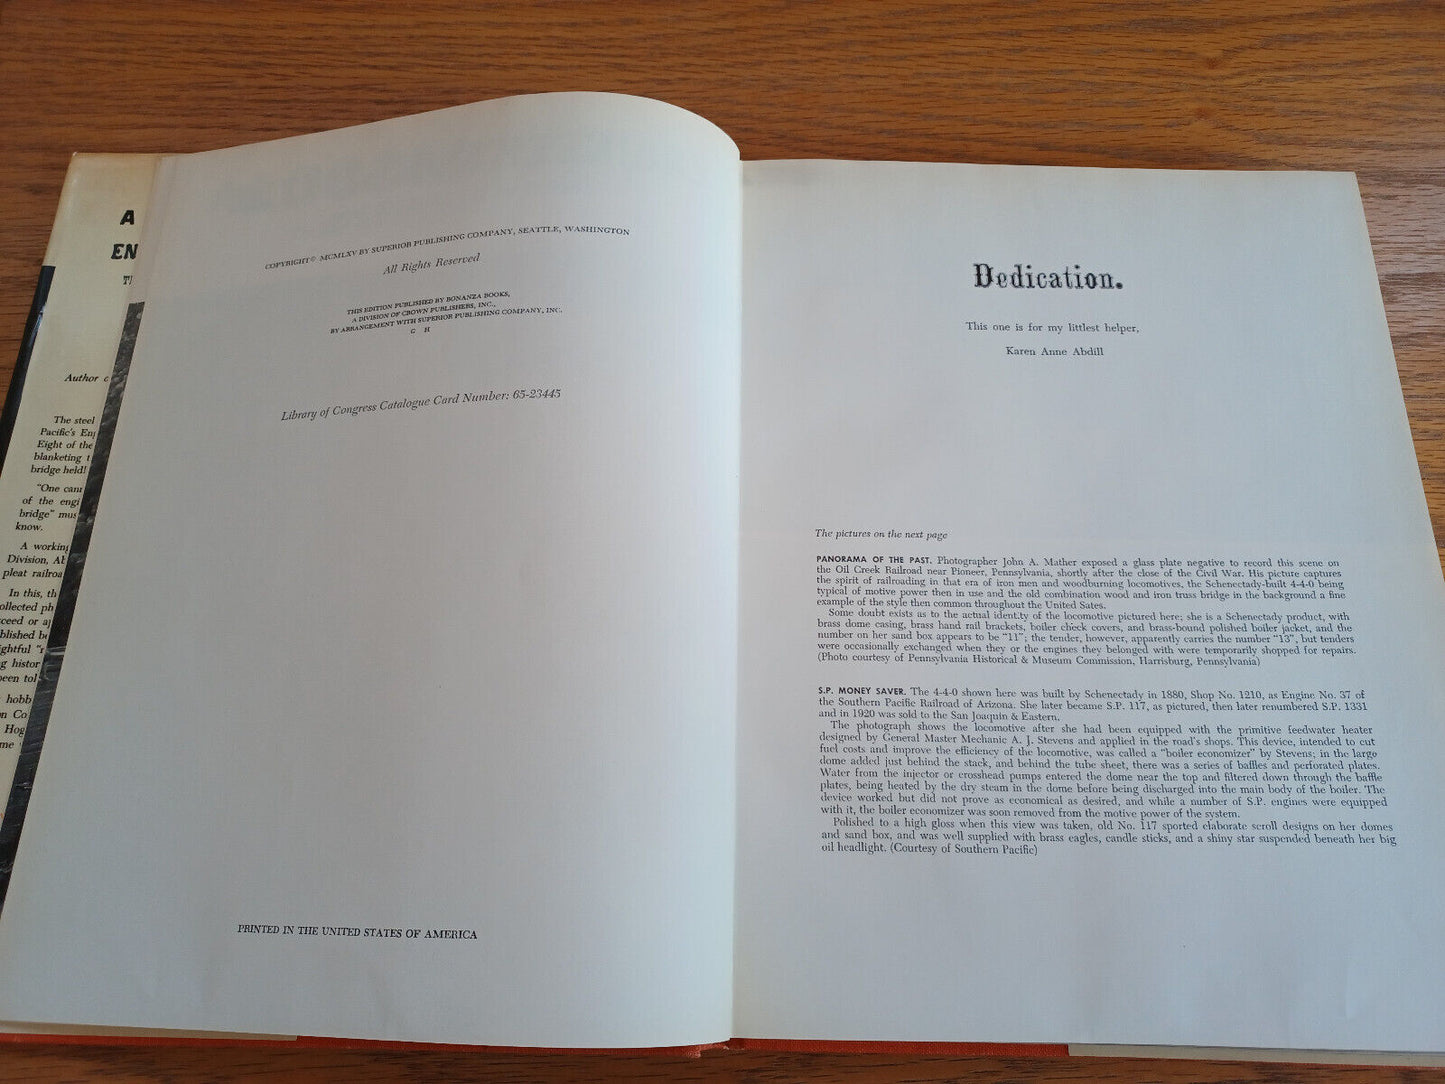 A
EN
Author
The steel
Pacific's
Eight of the
blanketing
bridge held!
"One
of the
bridge"
know.
A working
Division,
pleat
In this,
COPYRIGHT© MCMLXV BY SUPERIOR PUBLISHING COMPANY, SEATTLE, WASHINGTON
All Rights Reserved
THIS EDITION PUBLISHED BY BONANZA BOOKS,
A DIVISION OF CROWN PUBLISHERS, INC.,
BY ARRANGEMENT WITH SUPERIOR PUBLISHING COMPANY, INC.
G H
Library of Congress Catalogue Card Number: 65-23445
PRINTED IN THE UNITED STATES OF AMERICA
Dedication.
This one is for my littlest helper,
Karen Anne Abdill
The pictures on the next page
PANORAMA OF THE PAST. Photographer John A. Mather exposed a glass plate negative to record this scene on
the Oil Creek Railroad near Pioneer, Pennsylvania, shortly after the close of the Civil War. His picture captures
the spirit of railroading in that era of iron men and woodburning locomotives, the Schenectady-built 4-4-0 being
typical of motive power then in use and the old combination wood and iron truss bridge in the background a fine
example of the style then common throughout the United States.
Some doubt exists as to the actual identity of the locomotive pictured here; she is a Schenectady product, with
brass dome casing, brass hand rail brackets, boiler check covers, and brass-bound polished boiler jacket, and the
number on her sand box appears to be "11"; the tender, however, apparently carries the number "13", but tenders
were occasionally exchanged when they or the engines they belonged with were temporarily shopped for repairs.
(Photo courtesy of Pennsylvania Historical & Museum Commission, Harrisburg, Pennsylvania)
S.P. MONEY SAVER. The 4-4-0 shown here was built by Schenectady in 1880, Shop No. 1210, as Engine No. 37 of
the Southern Pacific Railroad of Arizona. She later became S.P. 117, as pictured, then later renumbered S.P. 1331
and in 1920 was sold to the San Joaquin & Eastern.
The photograph shows the locomotive after she had been equipped with the primitive feedwater heater
designed by General Master Mechanic A. J. Stevens and applied in the road's shops. This device, intended to cut
fuel costs and improve the efficiency of the locomotive, was called a "boiler economizer" by Stevens; in the large
dome added just behind the stack, and behind the tube sheet, there was a series of baffles and perforated plates.
Water from the injector or crosshead pumps entered the dome near the top and filtered down through the baffle
plates, being heated by the dry steam in the dome before being discharged into the main body of the boiler. The
device worked but did not prove as economical as desired, and while a number of S.P. engines were equipped
with it, the boiler economizer was soon removed from the motive power of the system.
Polished to a high gloss when this view was taken, old No. 117 sported elaborate scroll designs on her domes
and sand box, and was well supplied with brass eagles, candle sticks, and a shiny star suspended beneath her big
oil headlight. (Courtesy of Southern Pacific)